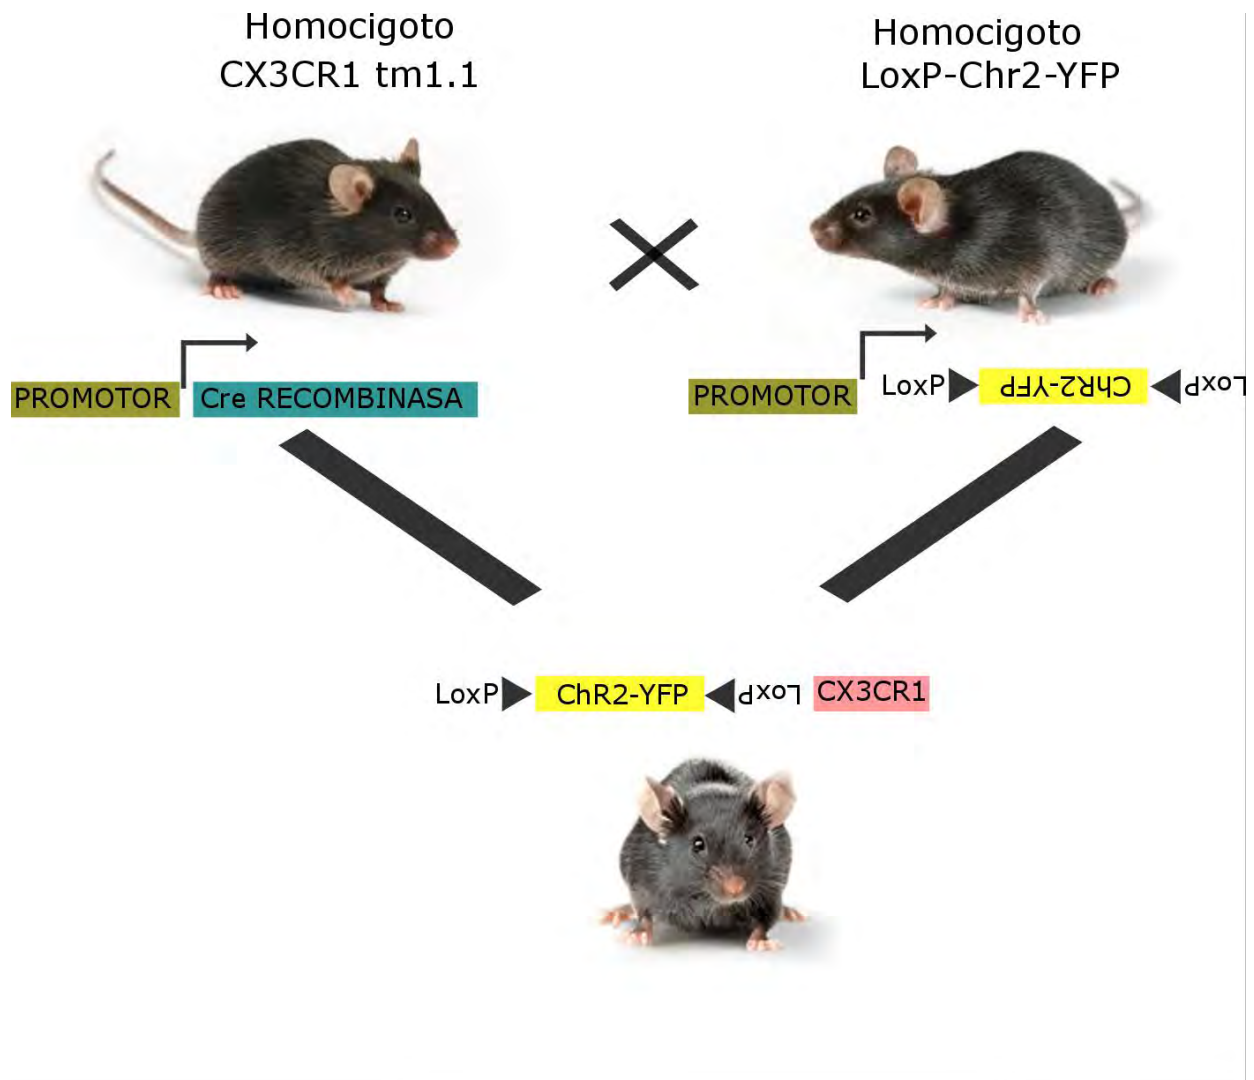 Homocigoto
CX3CR1 tm1.1
Homocigoto
LoxP-Chr2-YFP
PROMOTOR
Cre RECOMBINASA
PROMOTOR
LoxP
ChR2-YFP
LoxP
LoxP
ChR2-YFP
LoxP
CX3CR1